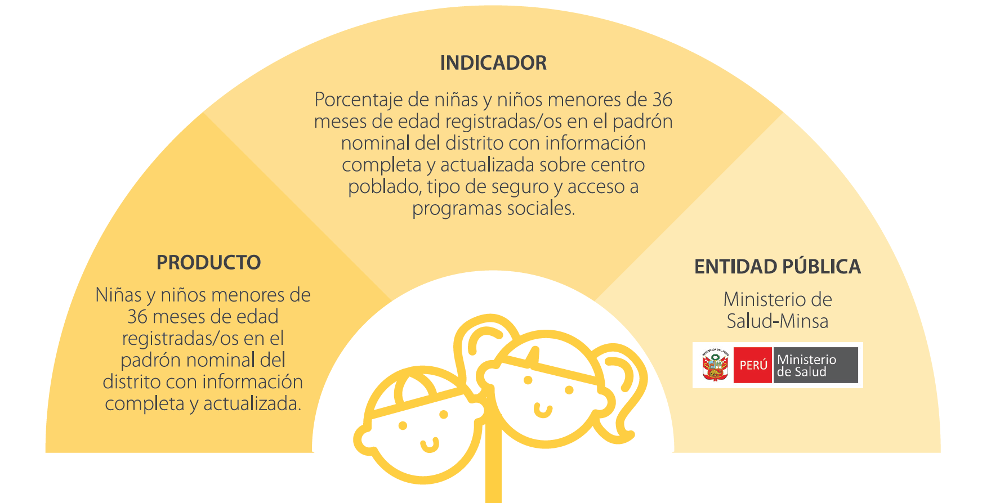 INDICADOR
Porcentaje de niñas y niños menores de 36
meses de edad registradas/os en el padrón
nominal del distrito con información
completa y actualizada sobre centro
poblado, tipo de seguro y acceso a
programas sociales.
PRODUCTO
Niñas y niños menores de
36 meses de edad
registradas/os en el
padrón nominal del
distrito con información
completa y actualizada.
ENTIDAD PÚBLICA
Ministerio de
Salud-Minsa
REPÚBLICA DEL PERÚ
PERÚ
Ministerio
de Salud